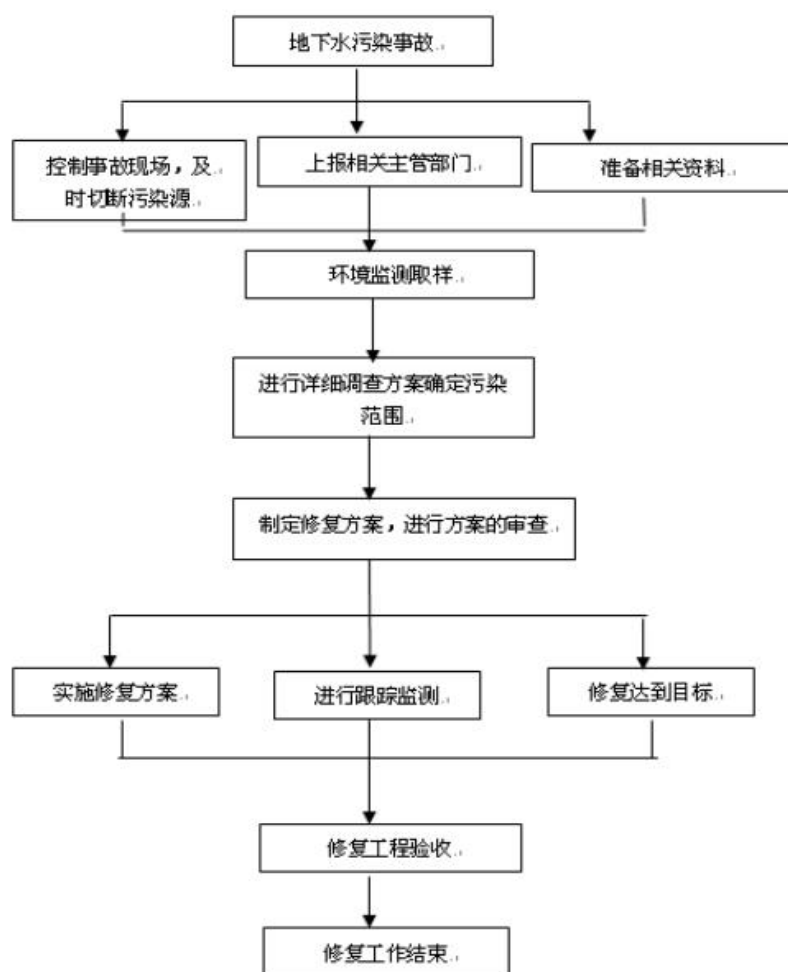 地下水污染事故
控制事故现场，及
时切断污染源
上报相关主管部门
准备相关资料
环境监测取样
进行详细调查方案确定污染
范围
制定修复方案，进行方案的审查
实施修复方案
进行跟踪监测
修复达到目标
修复工程验收
修复工作结束